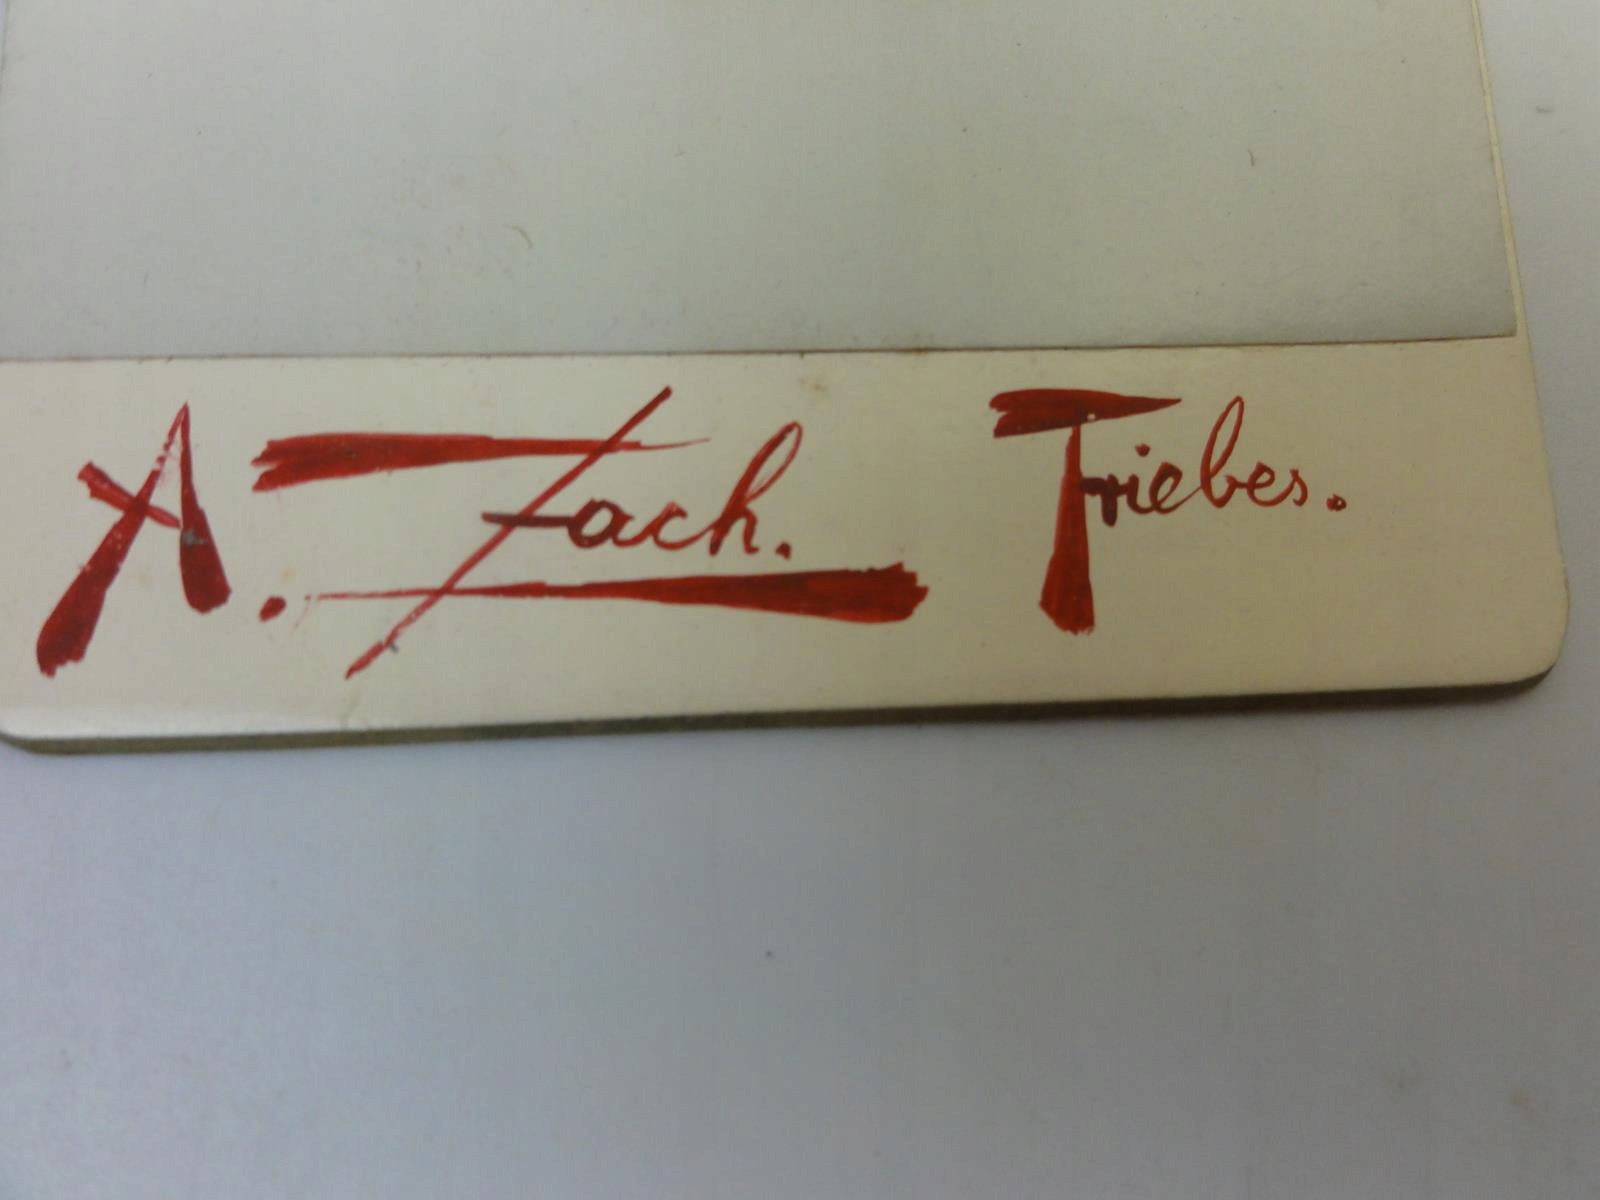 A. Zach. Triebes.